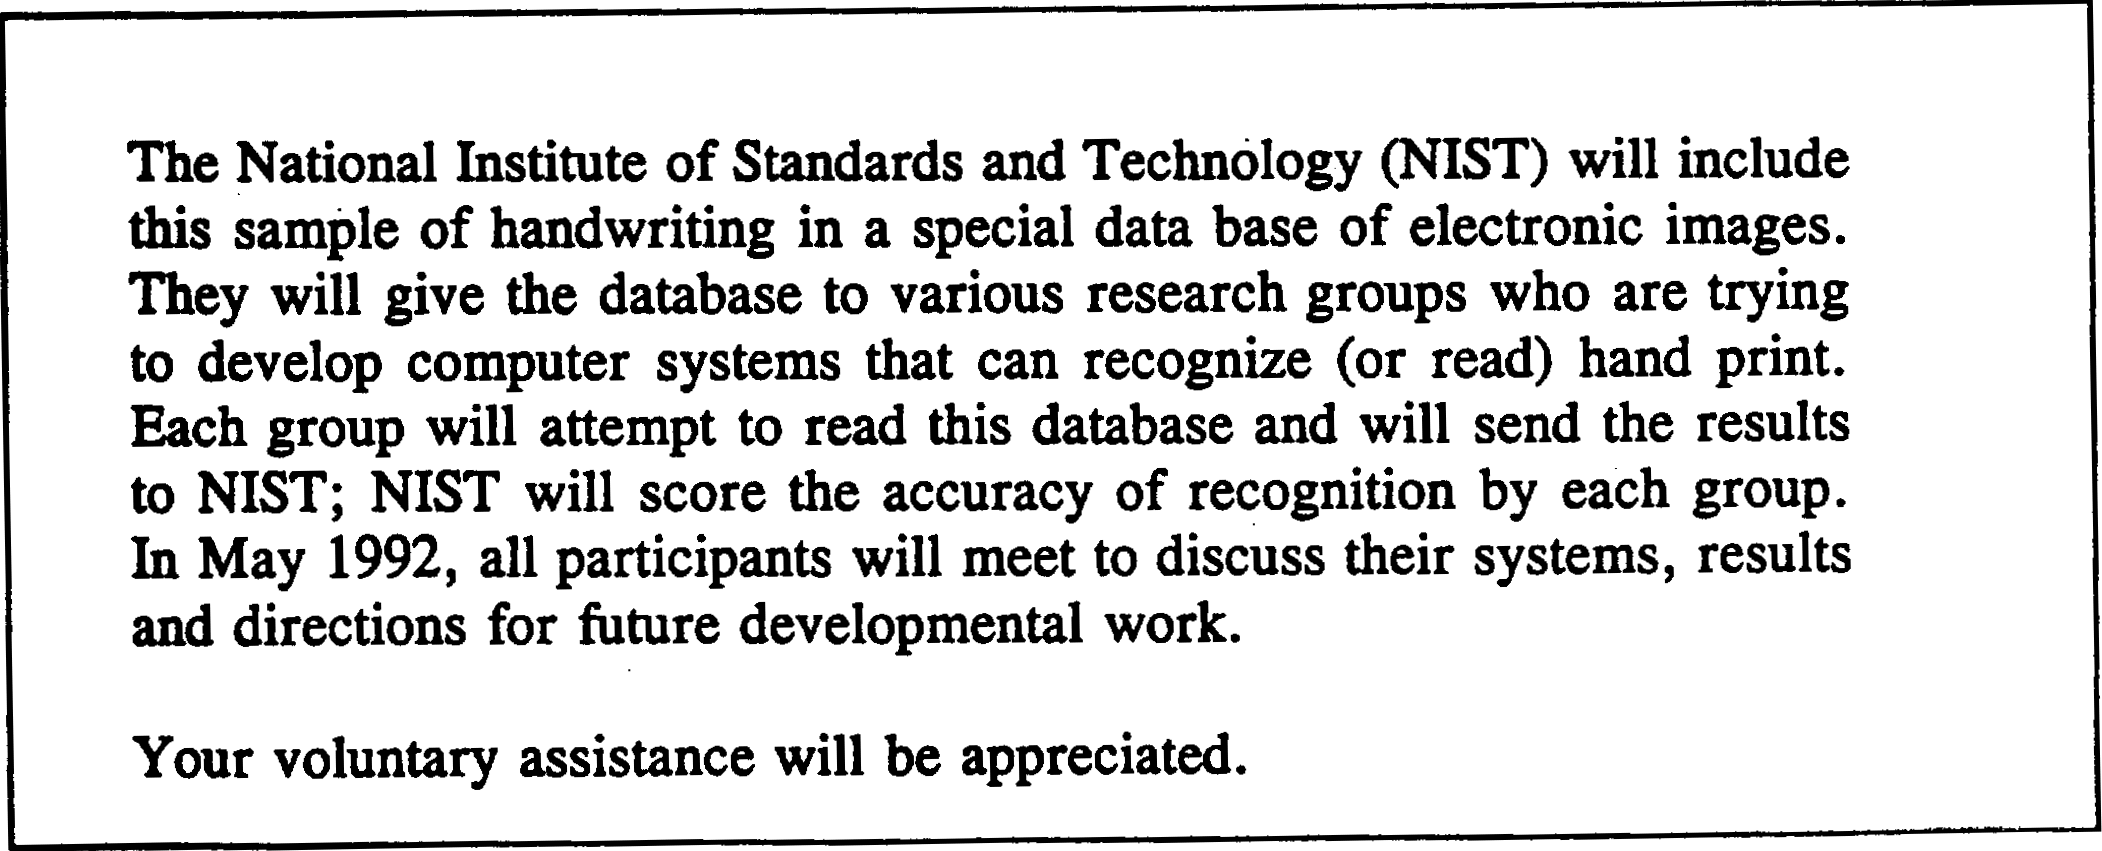 The National Institute of Standards and Technology (NIST) will include
this sample of handwriting in a special data base of electronic images.
They will give the database to various research groups who are trying
to develop computer systems that can recognize (or read) hand print.
Each group will attempt to read this database and will send the results
to NIST; NIST will score the accuracy of recognition by each group.
In May 1992, all participants will meet to discuss their systems, results
and directions for future developmental work.

Your voluntary assistance will be appreciated.